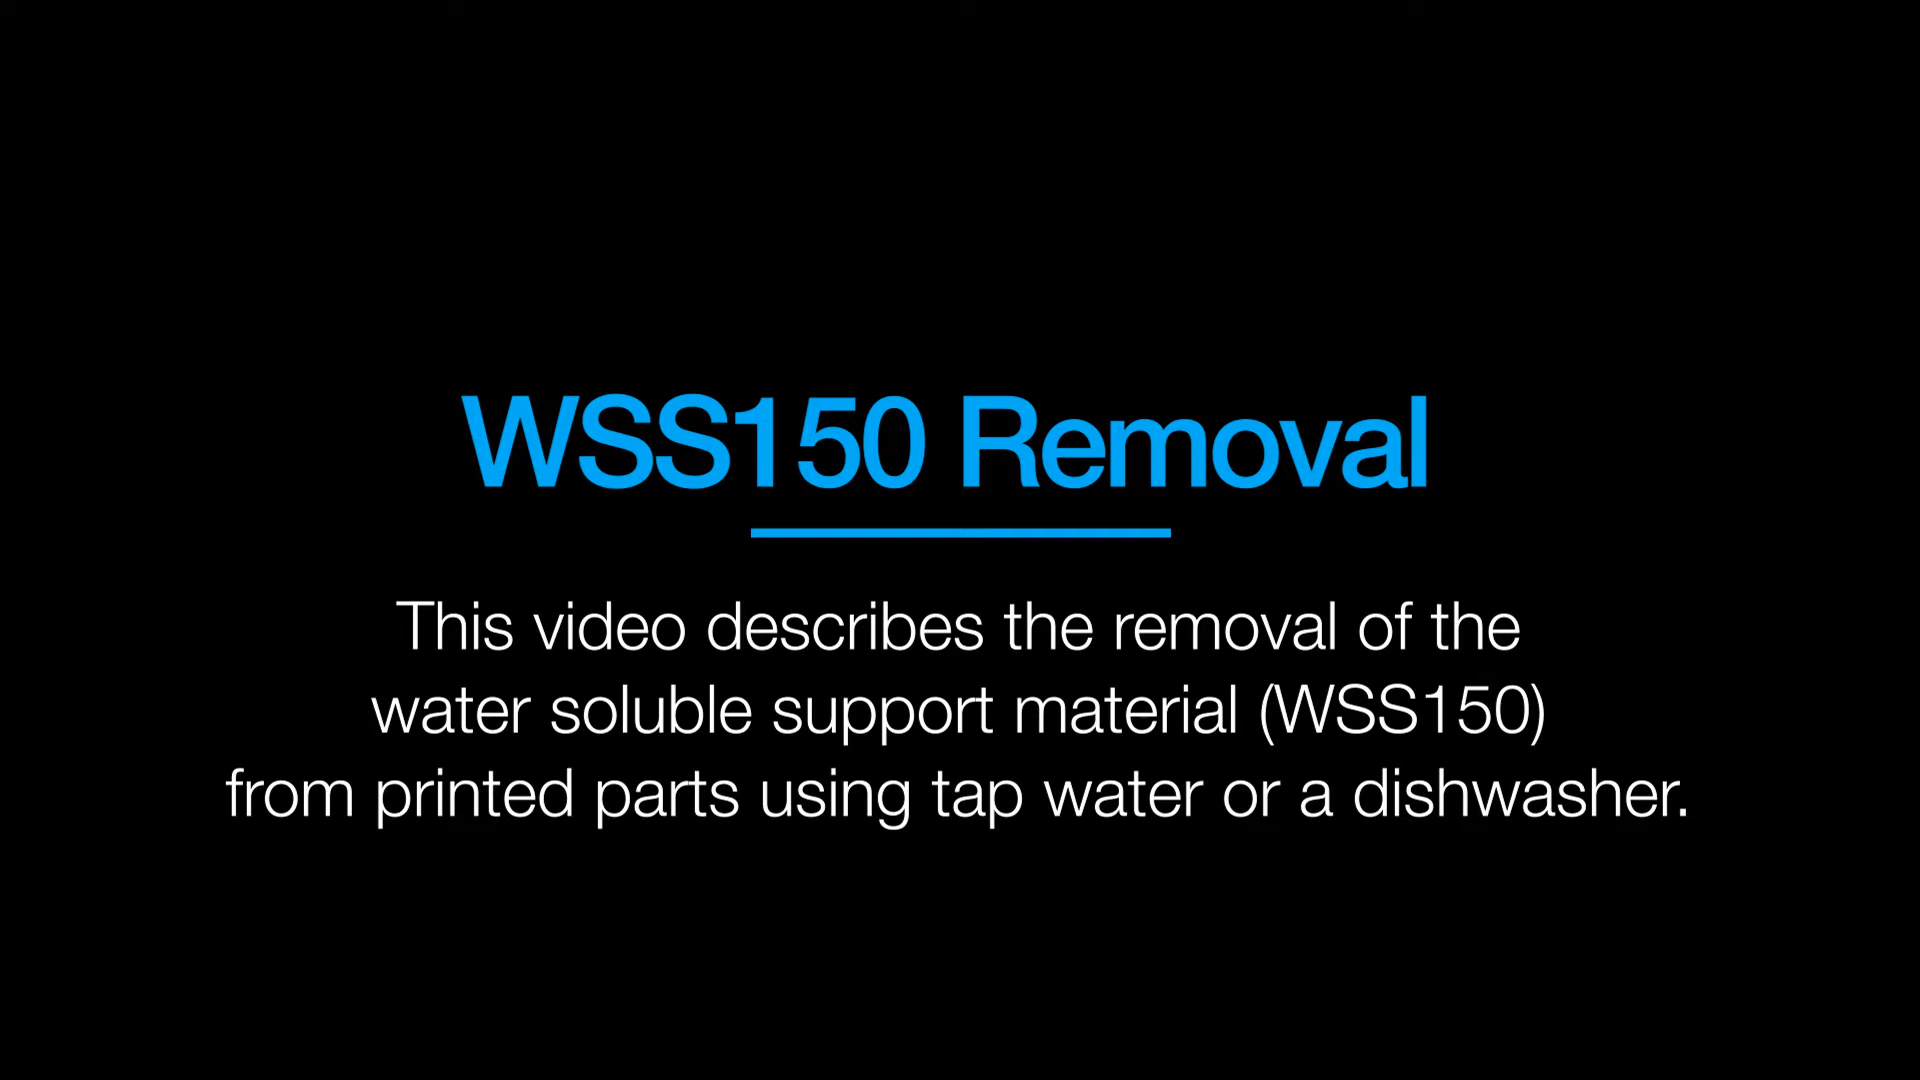 WSS150 Removal
This video describes the removal of the
water soluble support material (WSS150)
from printed parts using tap water or a dishwasher.